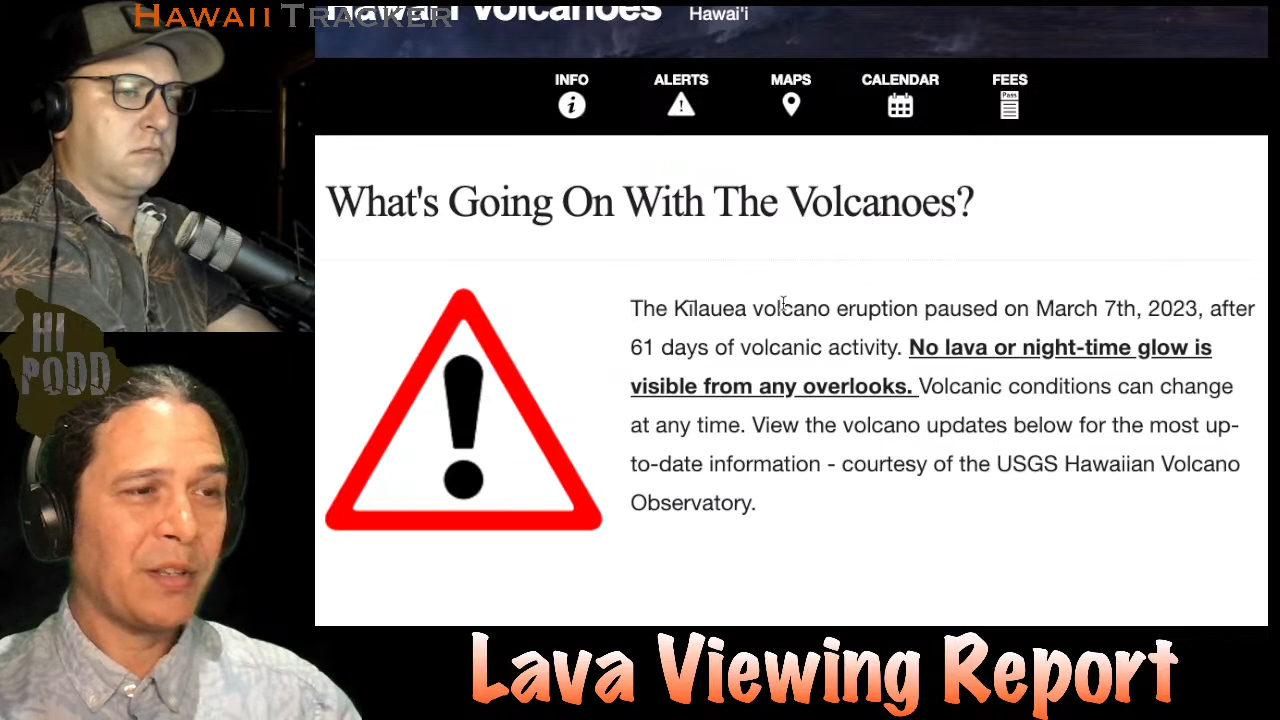 HAWAII TRACKER
Hawaiʻi
INFO
ALERTS
MAPS
CALENDAR
FEES
Pass
What's Going On With The Volcanoes?
The Kīlauea volcano eruption paused on March 7th, 2023, after
61 days of volcanic activity. No lava or night-time glow is
visible from any overlooks. Volcanic conditions can change
at any time. View the volcano updates below for the most up-
to-date information - courtesy of the USGS Hawaiian Volcano
Observatory.
HI
PODD
Lava Viewing Report